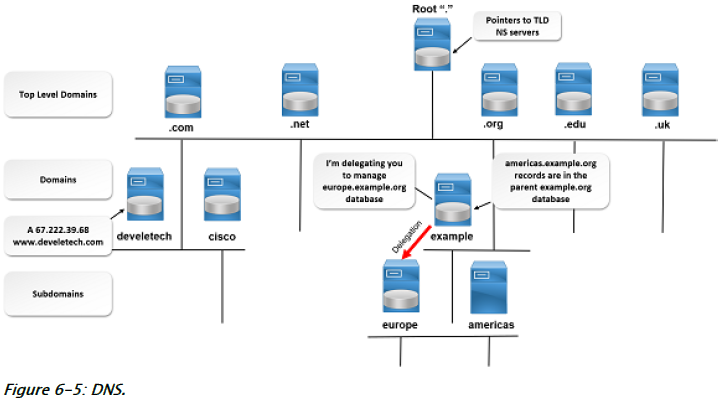 Root “.”
Pointers to TLD
NS servers
Top Level Domains
.com
.net
.org
.edu
.uk
Domains
I'm delegating you
to manage
europe.example.org
database
americas.example.org
records are in the
parent example.org
database
A 67.222.39.68
www.develetech.com
develetech
cisco
example
Delegation
Subdomains
europe
americas
Figure 6-5: DNS.